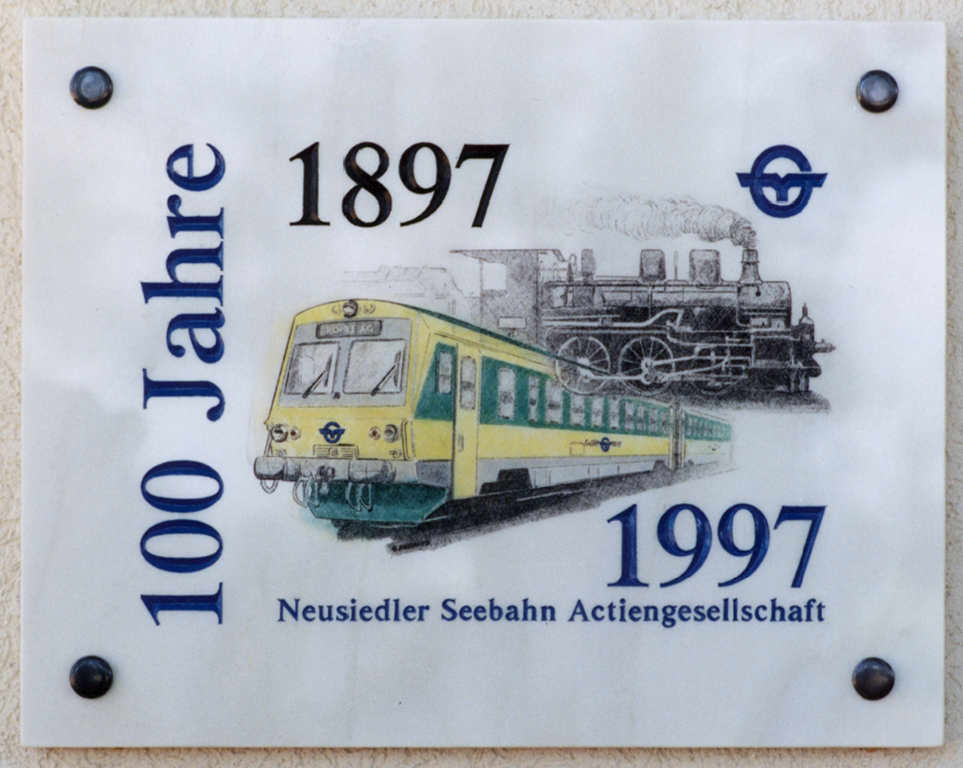 100 Jahre
1897
1997
Neusiedler Seebahn Actiengesellschaft